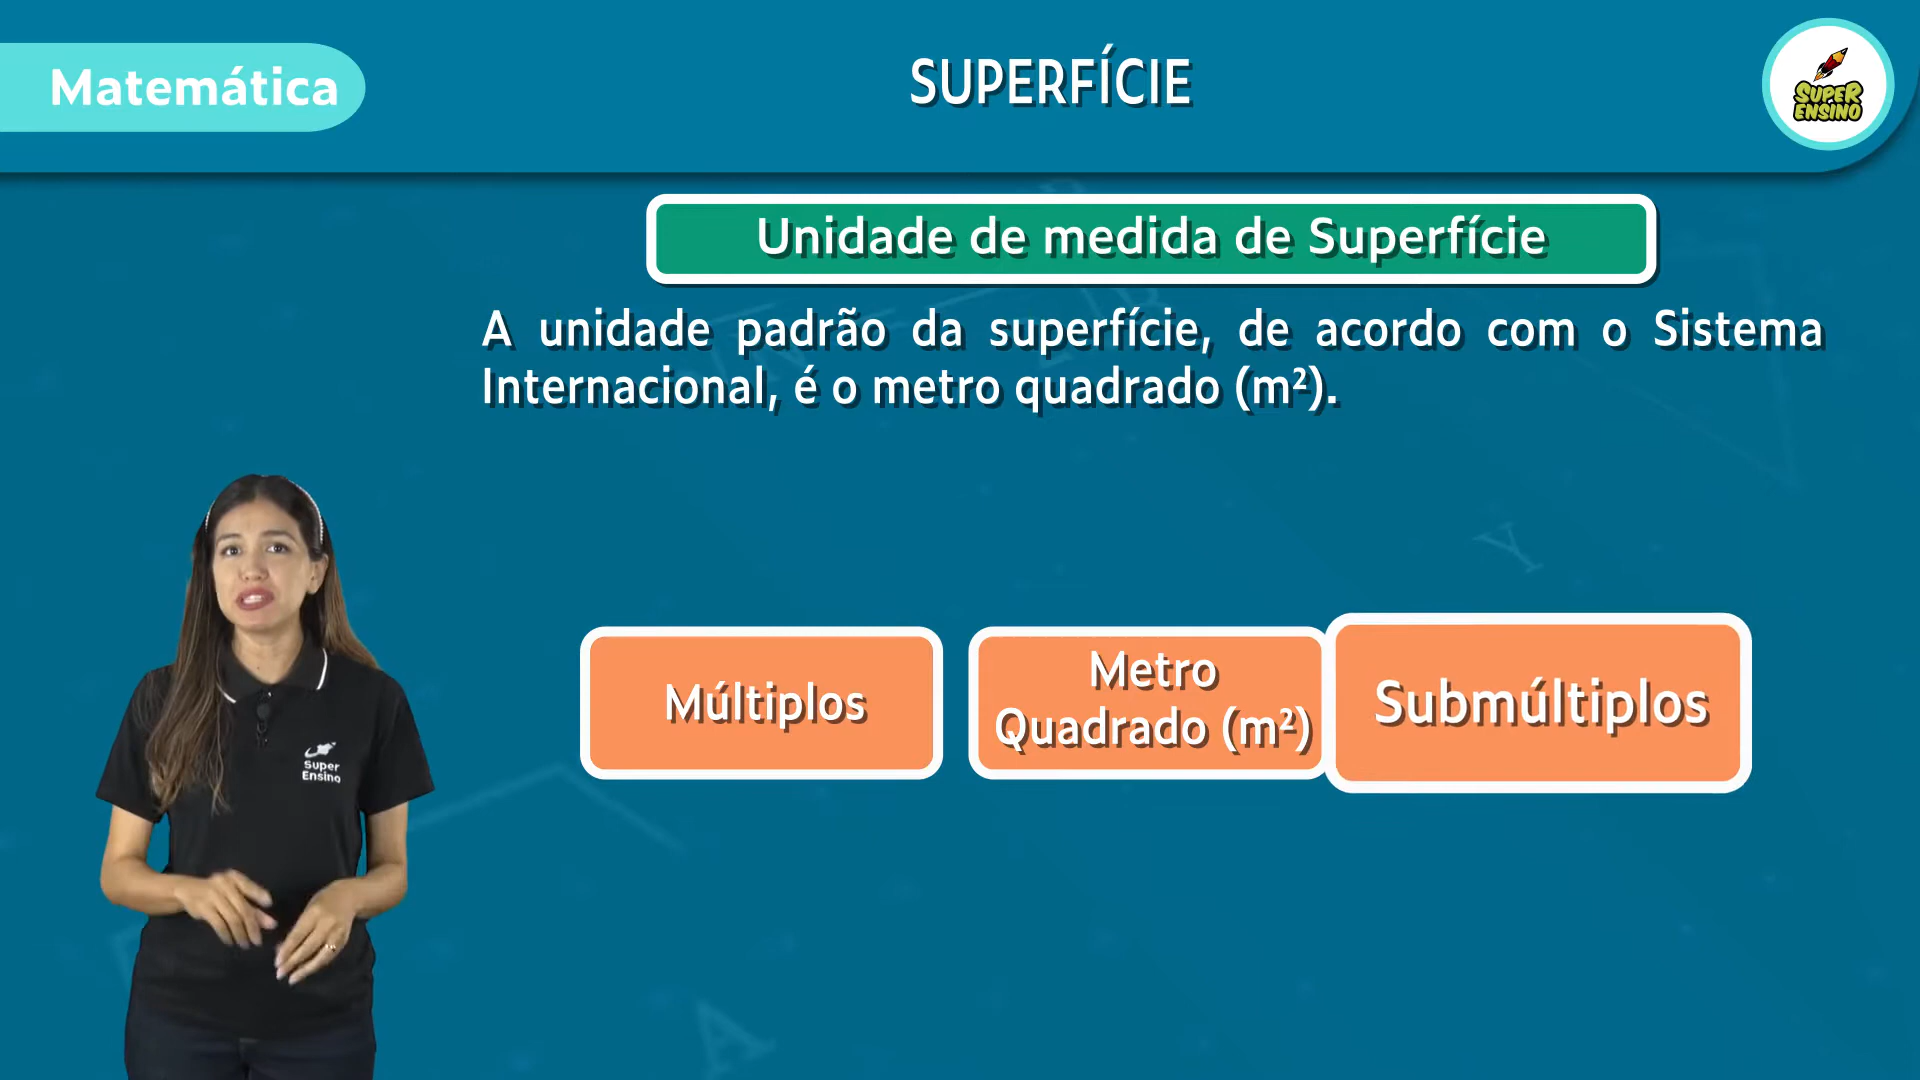 Matemática
SUPERFÍCIE
SUPER
ENSINO
Unidade de medida de Superfície
A unidade padrão da superfície, de acordo com o Sistema
Internacional, é o metro quadrado (m²).
Múltiplos
Metro
Quadrado (m²)
Submúltiplos
Super
Ensino